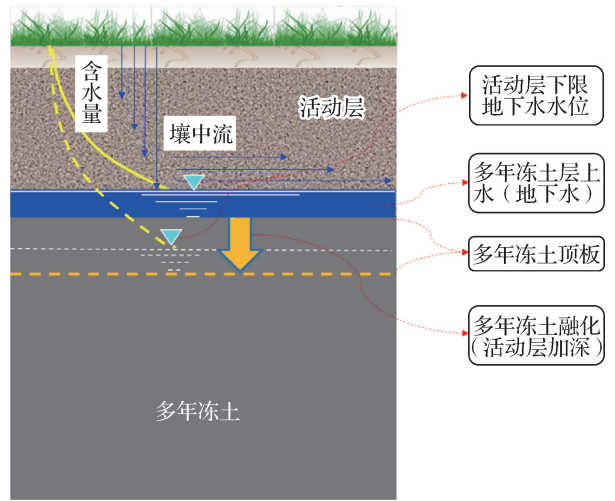 含
水
量
壤中流
活动层
多年冻土
活动层下限
地下水水位
多年冻土层上
水（地下水）
多年冻土顶板
多年冻土融化
（活动层加深）